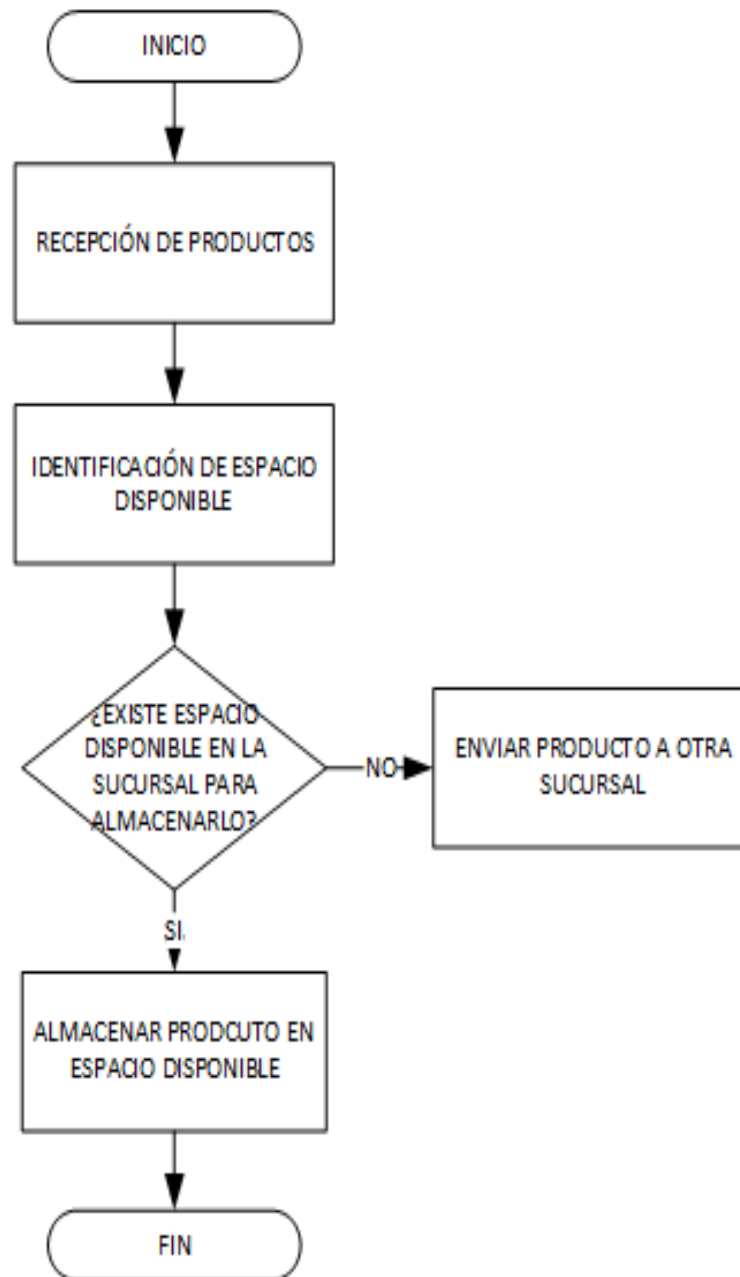 INICIO
RECEPCIÓN DE PRODUCTOS
IDENTIFICACIÓN DE ESPACIO
DISPONIBLE
¿EXISTE ESPACIO
DISPONIBLE EN LA
SUCURSAL PARA
ALMACENARLO?
NO
ENVIAR PRODUCTO A OTRA
SUCURSAL
SI.
ALMACENAR PRODCUTO EN
ESPACIO DISPONIBLE
FIN